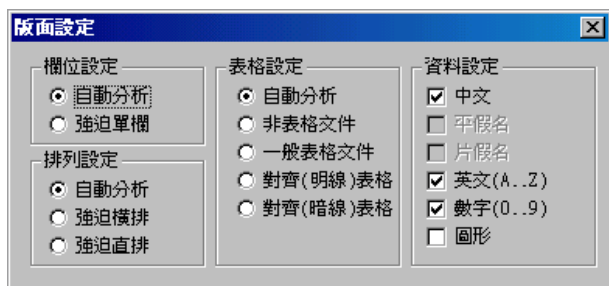 版面設定
欄位設定
自動分析
強迫單欄
排列設定
自動分析
強迫橫排
強迫直排
表格設定
自動分析
非表格文件
一般表格文件
對齊(明線)表格
對齊(暗線)表格
資料設定
中文
平假名
片假名
英文(A..Z)
數字(0..9)
圖形